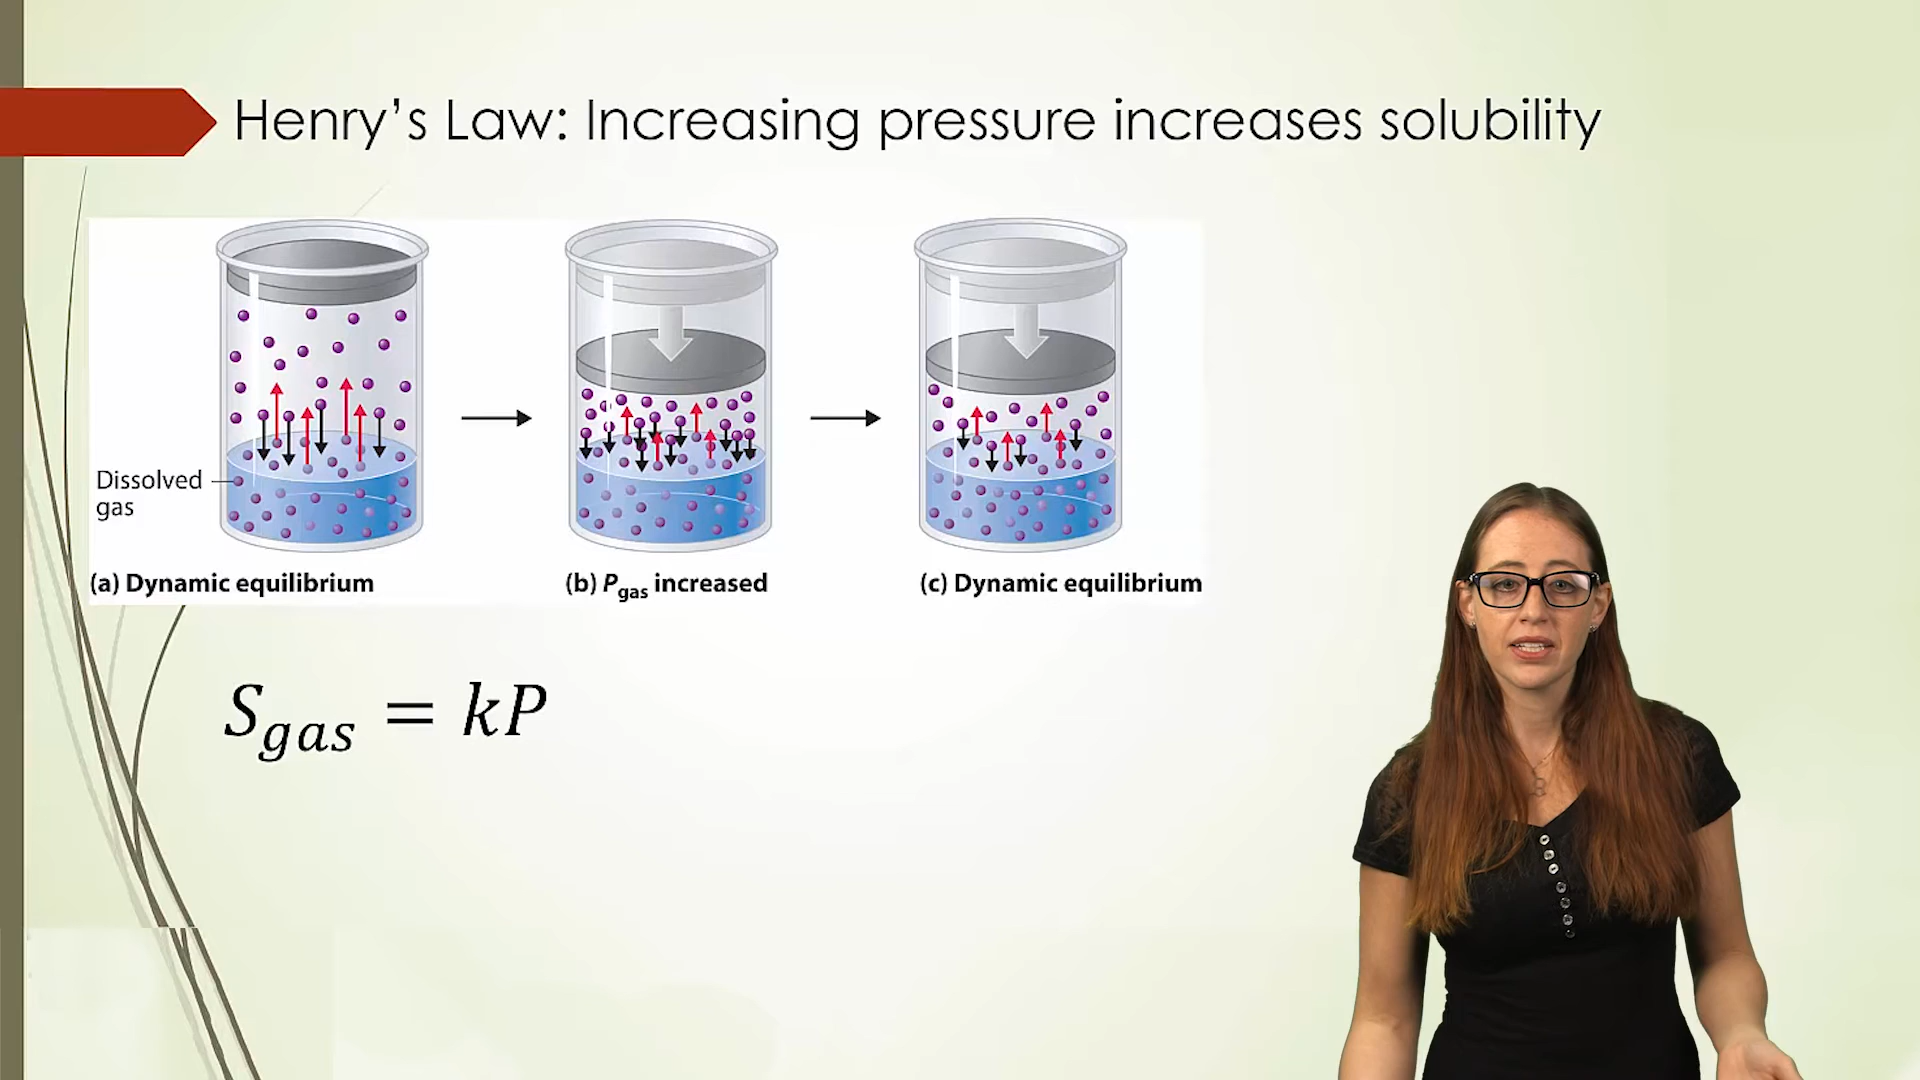 Henry’s Law: Increasing pressure increases solubility
Dissolved
gas
(a) Dynamic equilibrium
(b) Pgas increased
(c) Dynamic equilibrium
Sgas = kP